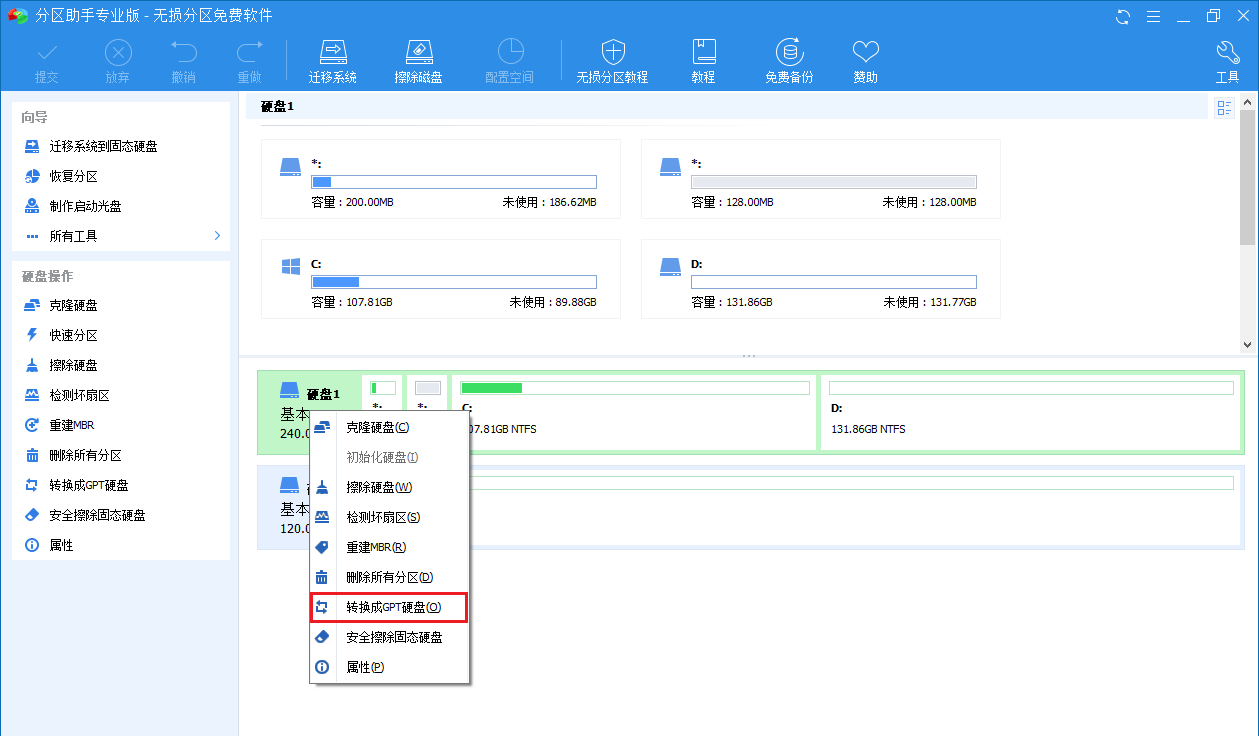 分区助手专业版 - 无损分区免费软件
提交
放弃
撤销
重做
迁移系统
擦除磁盘
配置空间
无损分区教程
教程
免费备份
赞助
工具
向导
迁移系统到固态硬盘
恢复分区
制作启动光盘
所有工具
硬盘操作
克隆硬盘
快速分区
擦除硬盘
检测坏扇区
重建MBR
删除所有分区
转换成GPT硬盘
安全擦除固态硬盘
属性
硬盘1
*:
容量：200.00MB 未使用：186.62MB
*:
容量：128.00MB 未使用：128.00MB
C:
容量：107.81GB 未使用：89.88GB
D:
容量：131.86GB 未使用：131.77GB
硬盘1
基本
240.0
*:
*:
C:
07.81GB NTFS
D:
131.86GB NTFS
基本
120.0
克隆硬盘(C)
初始化硬盘(I)
擦除硬盘(W)
检测坏扇区(S)
重建MBR(R)
删除所有分区(D)
转换成GPT硬盘(O)
安全擦除固态硬盘
属性(P)